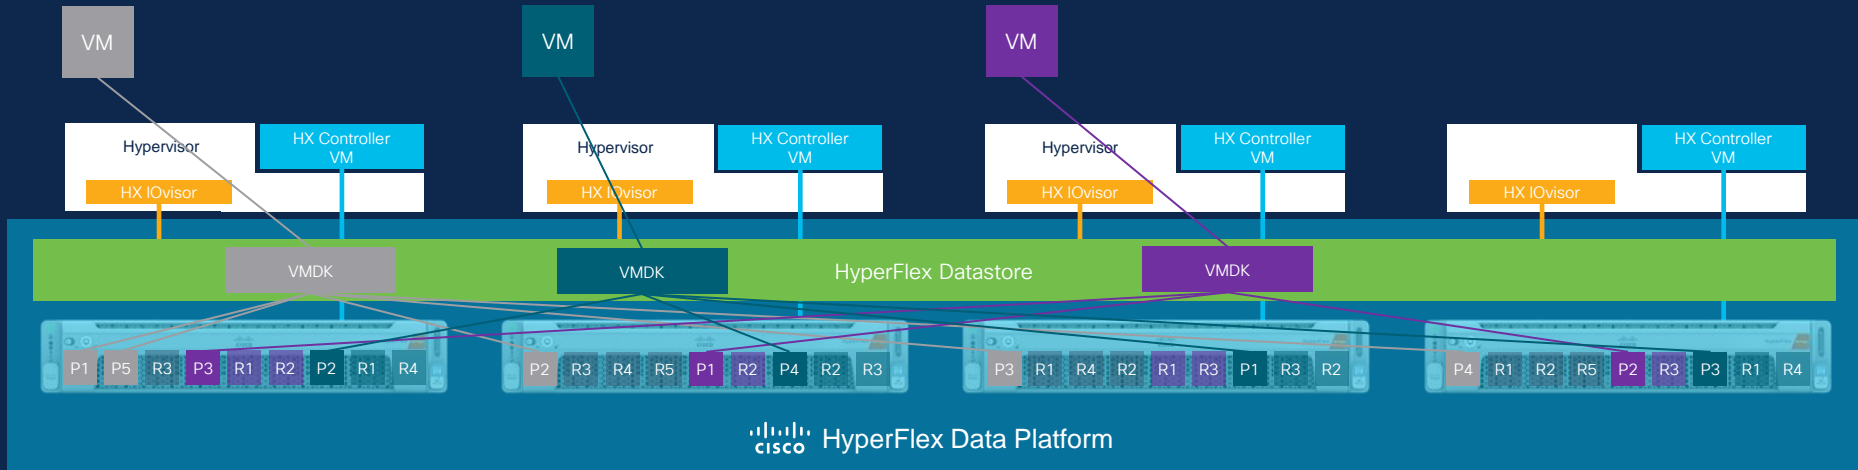 VM
VM
VM
Hypervisor
HX Controller
VM
HX IOvisor
Hypervisor
HX Controller
VM
HX IOvisor
Hypervisor
HX Controller
VM
HX IOvisor
HX Controller
VM
HX IOvisor
VMDK
VMDK
HyperFlex Datastore
VMDK
P1 P5 R3 P3 R1 R2 P2 R1 R4
P2 R3 R4 R5 P1 R2 P4 R2 R3
P3 R1 R4 R2 R1 R3 P1 R3 R2
P4 R1 R2 R5 P2 R3 P3 R1 R4
CISCO HyperFlex Data Platform